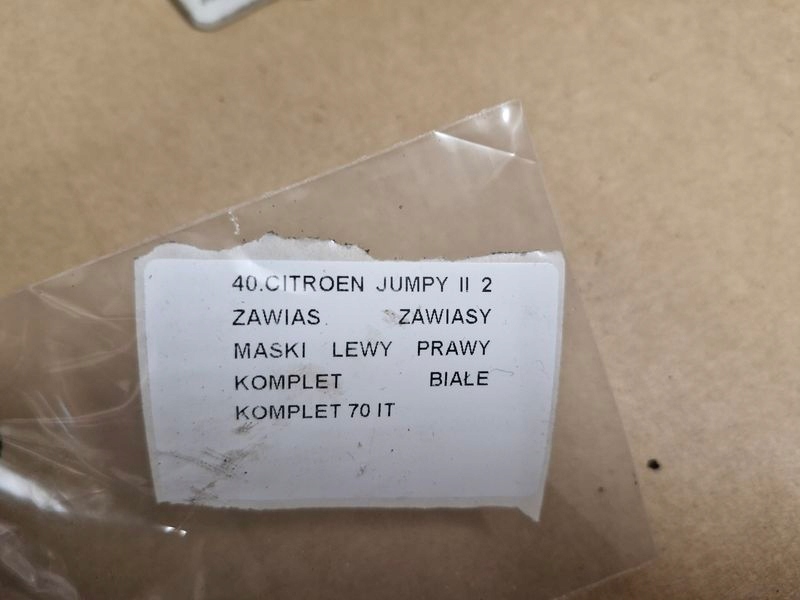 40.CITROEN JUMPY II 2
ZAWIAS ZAWIASY
MASKI LEWY PRAWY
KOMPLET BIAŁE
KOMPLET 70 IT